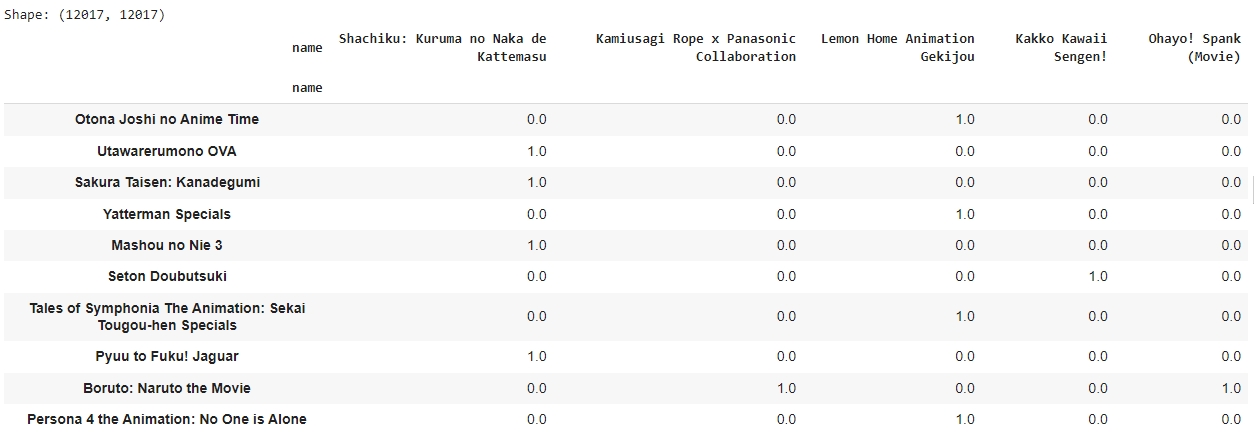 Shape: (12017, 12017)
name Shachiku: Kuruma no Naka de Kattemasu Kamiusagi Rope x Panasonic Collaboration Lemon Home Animation Gekijou Kakko Kawaii Sengen! Ohayo! Spank (Movie)
name
Otona Joshi no Anime Time 0.0 0.0 1.0 0.0 0.0
Utawarerumono OVA 1.0 0.0 0.0 0.0 0.0
Sakura Taisen: Kanadegumi 1.0 0.0 0.0 0.0 0.0
Yatterman Specials 0.0 0.0 1.0 0.0 0.0
Mashou no Nie 3 1.0 0.0 0.0 0.0 0.0
Seton Doubutsuki 0.0 0.0 0.0 1.0 0.0
Tales of Symphonia The Animation: Sekai Tougou-hen Specials 0.0 0.0 1.0 0.0 0.0
Pyuu to Fuku! Jaguar 1.0 0.0 0.0 0.0 0.0
Boruto: Naruto the Movie 0.0 1.0 0.0 0.0 1.0
Persona 4 the Animation: No One is Alone 0.0 0.0 1.0 0.0 0.0